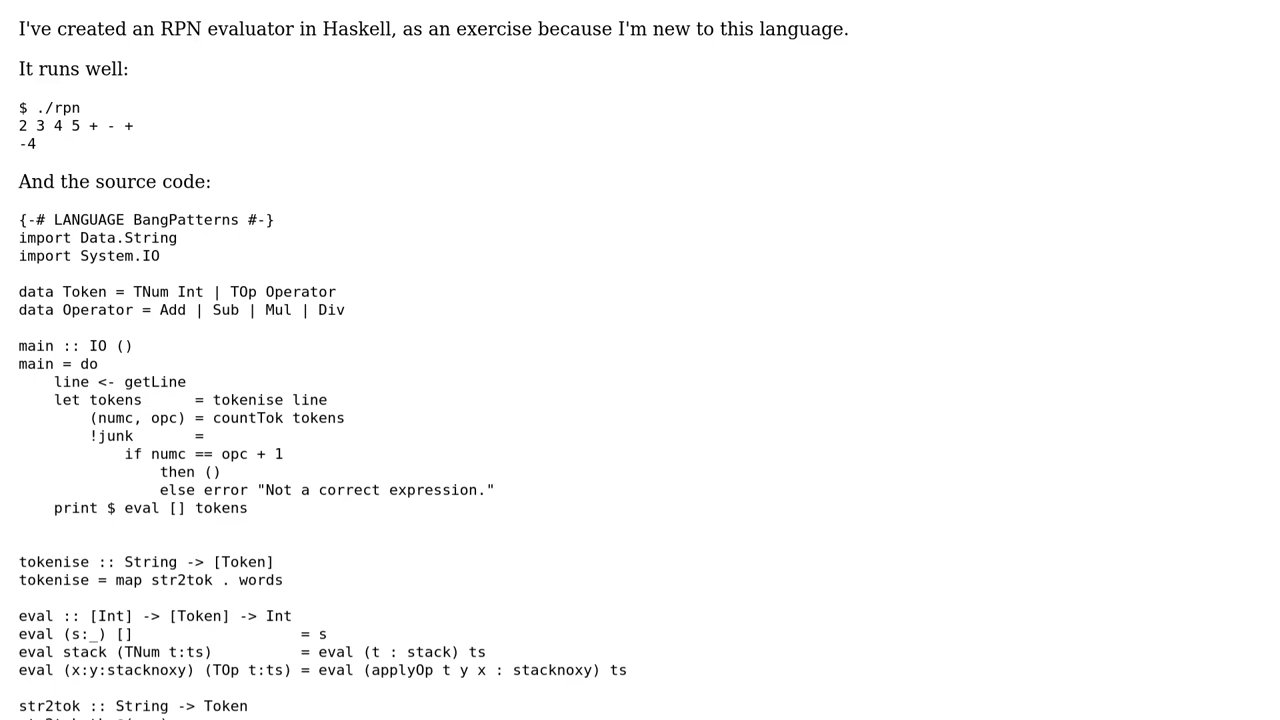 I've created an RPN evaluator in Haskell, as an exercise because I'm new to this language.
It runs well:
$ ./rpn
2 3 4 5 + - +
-4
And the source code:
{-# LANGUAGE BangPatterns #-}
import Data.String
import System.IO

data Token = TNum Int | TOp Operator
data Operator = Add | Sub | Mul | Div

main :: IO ()
main = do
    line <- getLine
    let tokens      = tokenise line
        (numc, opc) = countTok tokens
        !junk       =
            if numc == opc + 1
                then ()
                else error "Not a correct expression."
    print $ eval [] tokens


tokenise :: String -> [Token]
tokenise = map str2tok . words

eval :: [Int] -> [Token] -> Int
eval (s:_) []                   = s
eval stack (TNum t:ts)          = eval (t : stack) ts
eval (x:y:stacknoxy) (TOp t:ts) = eval (applyOp t y x : stacknoxy) ts

str2tok :: String -> Token